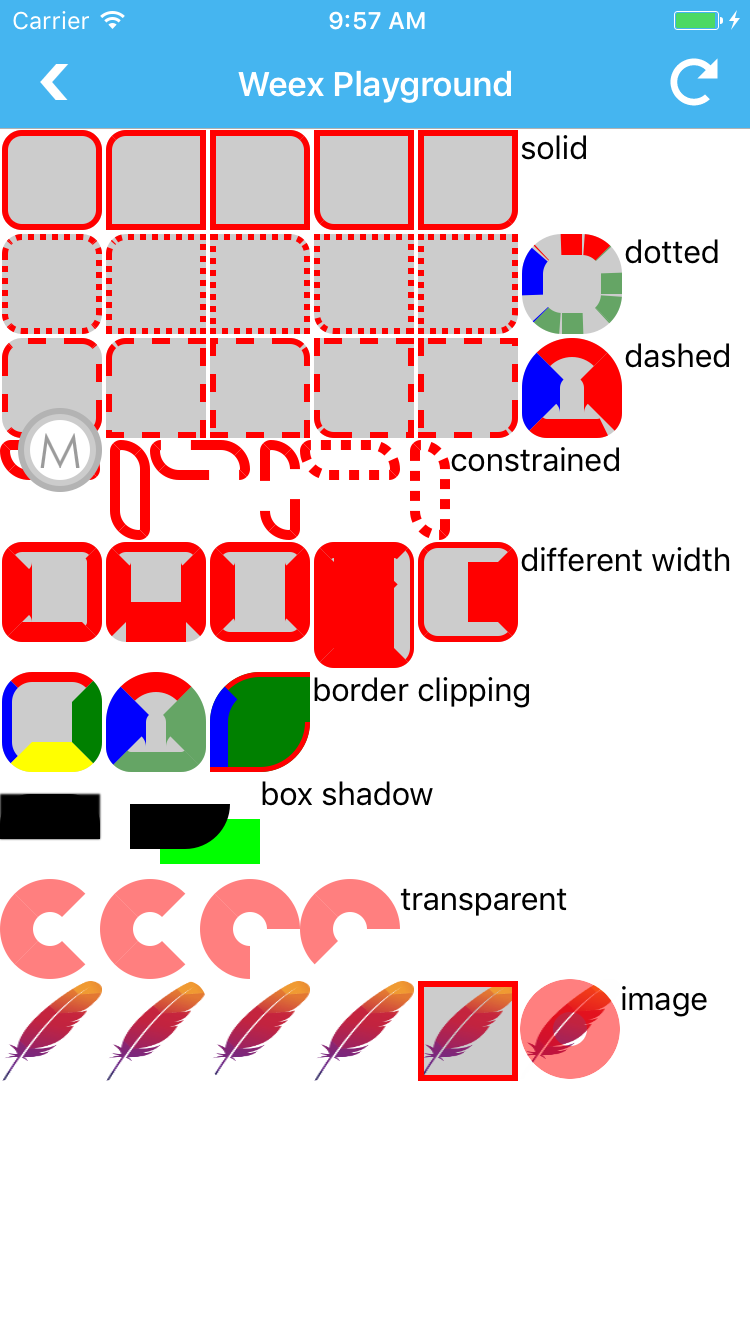 Carrier 9:57 AM
Weex Playground
solid
dotted
dashed
M
constrained
different width
border clipping
box shadow
transparent
image